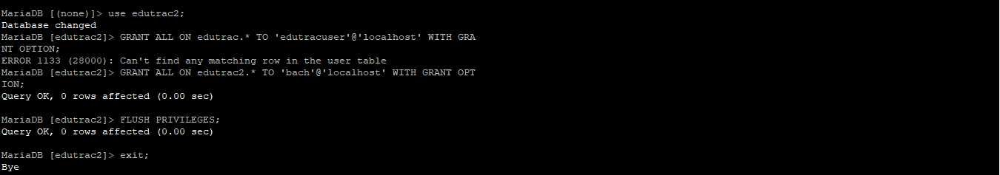 MariaDB [(none)]> use edutrac2;
Database changed
MariaDB [edutrac2]> GRANT ALL ON edutrac.* TO 'edutracuser'@'localhost' WITH GRA
NT OPTION;
ERROR 1133 (28000): Can't find any matching row in the user table
MariaDB [edutrac2]> GRANT ALL ON edutrac2.* TO 'bach'@'localhost' WITH GRANT OPT
ION;
Query OK, 0 rows affected (0.00 sec)
MariaDB [edutrac2]> FLUSH PRIVILEGES;
Query OK, 0 rows affected (0.00 sec)
MariaDB [edutrac2]> exit;
Bye